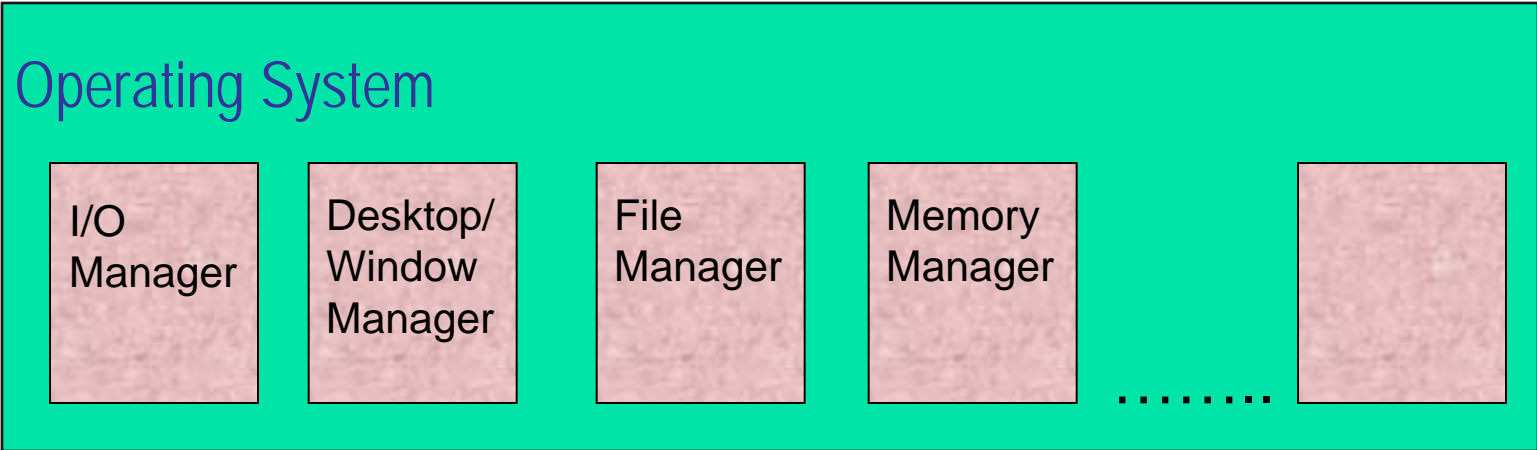 Operating System
I/O
Manager
Desktop/
Window
Manager
File
Manager
Memory
Manager
........